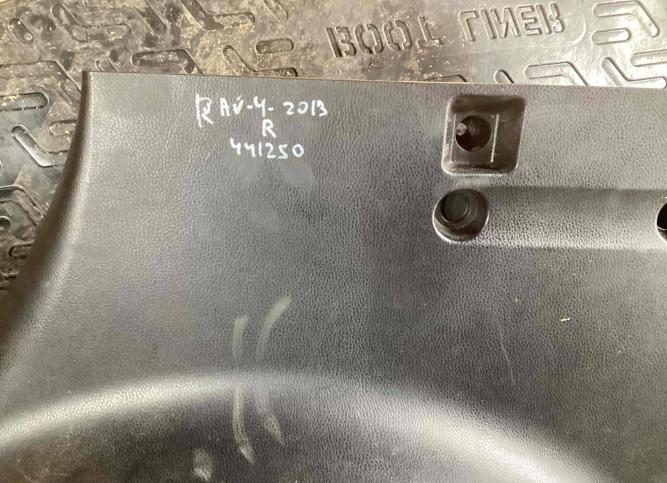 BOOT LINER
RAV-4- 2013
R
441250